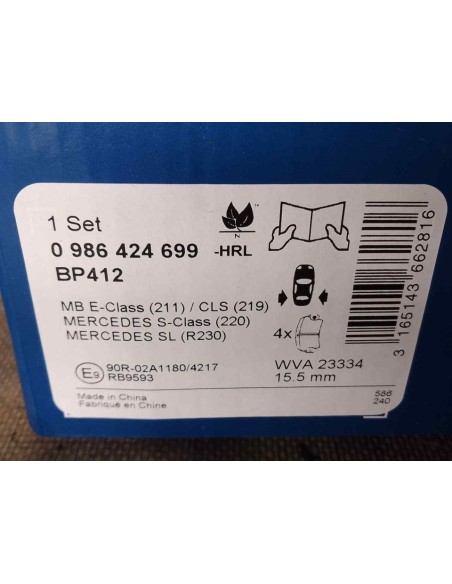 1 Set
0 986 424 699
-HRL
BP412
MB E-Class (211) / CLS (219)
MERCEDES S-Class (220)
MERCEDES SL (R230)
4x
E9
90R-02A1180/4217
RB9593
WVA 23334
15.5 mm
Made in China
Fabriqué en Chine
586
240
3 165143 662816
TM
N